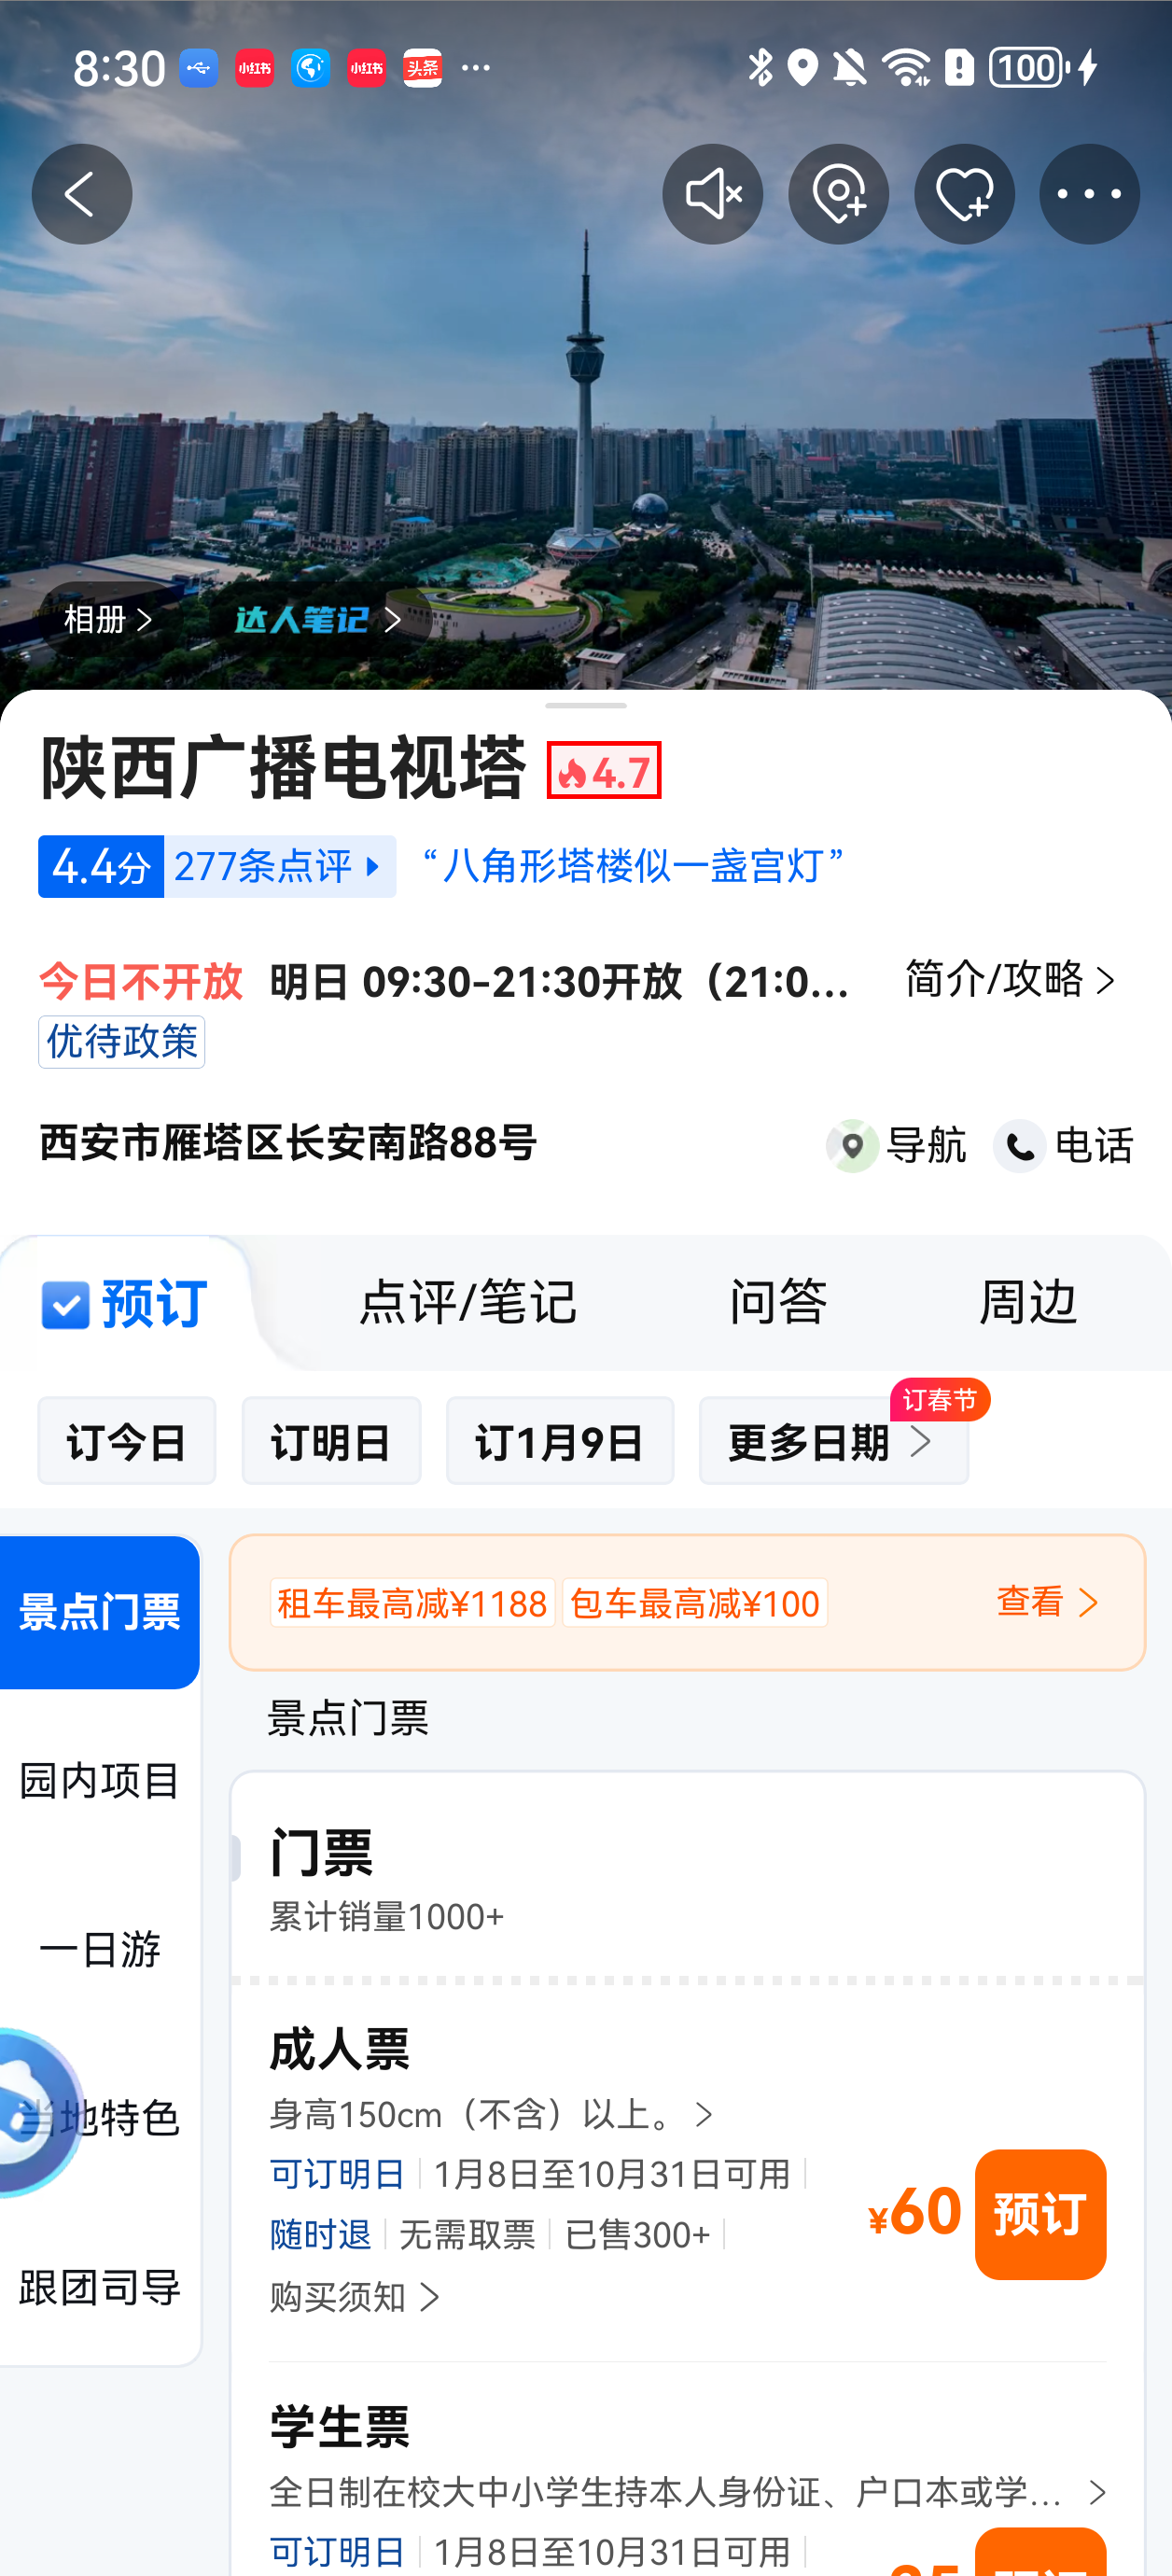 8:30
小红书
小红书
头条
100
相册
达人笔记
陕西广播电视塔 4.7
4.4分 277条点评 “八角形塔楼似一盏宫灯”
今日不开放 明日 09:30-21:30开放（21:0... 简介/攻略
优待政策
西安市雁塔区长安南路88号 导航 电话
预订 点评/笔记 问答 周边
订春节
订今日 订明日 订1月9日 更多日期
景点门票
园内项目
一日游
当地特色
跟团司导
租车最高减¥1188 包车最高减¥100 查看
景点门票
门票
累计销量1000+
成人票
身高150cm（不含）以上。
可订明日 1月8日至10月31日可用
随时退 无需取票 已售300+
购买须知
¥60 预订
学生票
全日制在校大中小学生持本人身份证、户口本或学...
可订明日 1月8日至10月31日可用